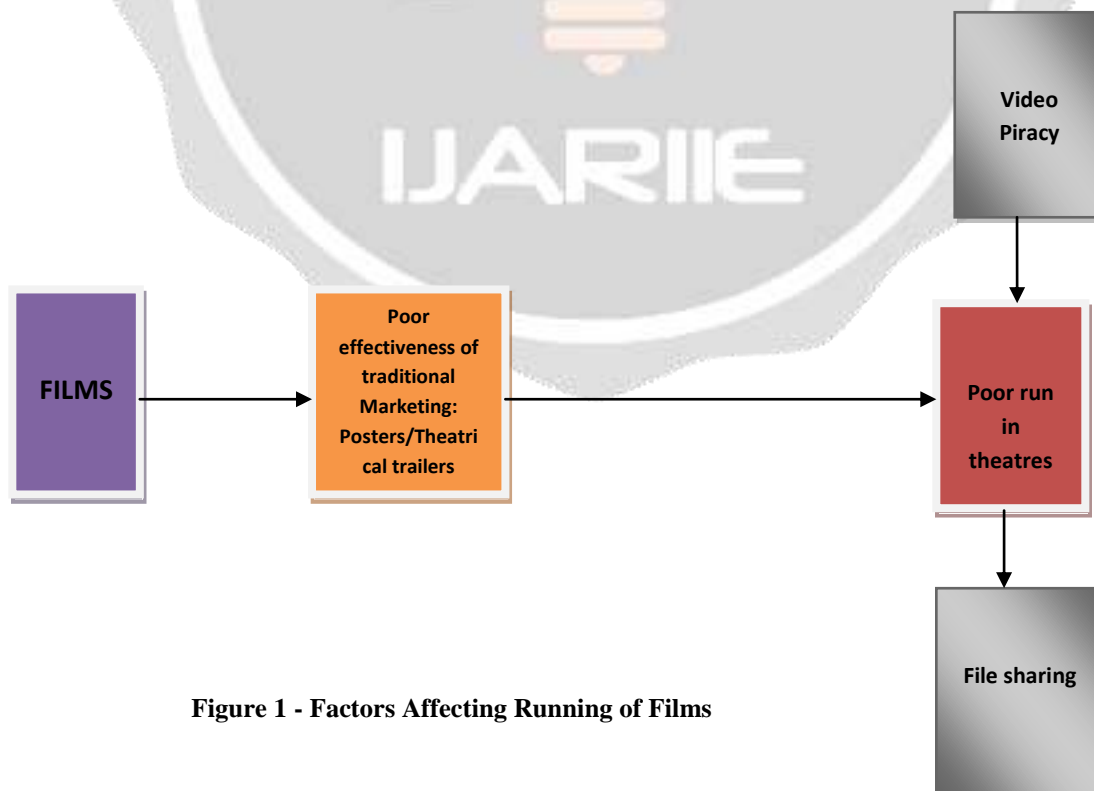 Video
Piracy
IJARIIE
FILMS
Poor
effectiveness of
traditional
Marketing:
Posters/Theatri
cal trailers
Poor run
in
theatres
File sharing
Figure 1 - Factors Affecting Running of Films